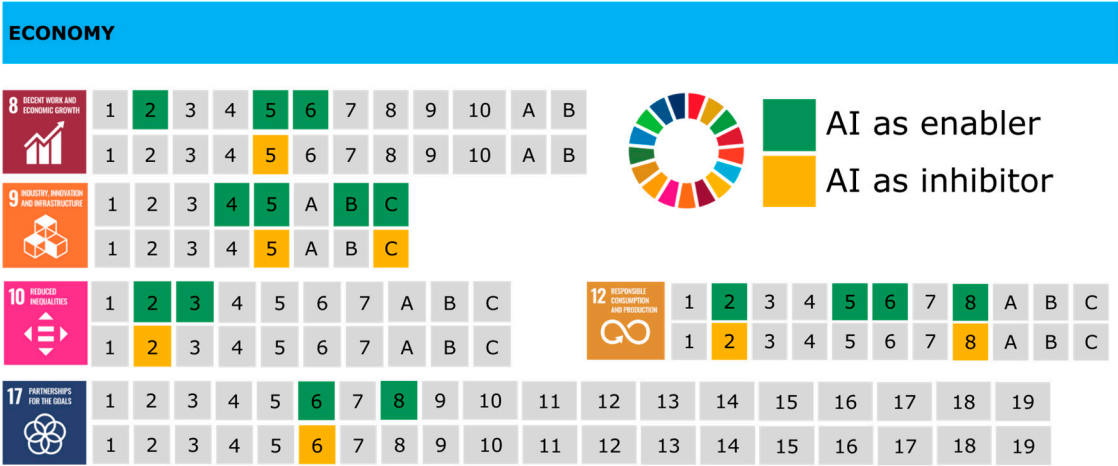 ECONOMY
8 DECENT WORK AND ECONOMIC GROWTH
1 2 3 4 5 6 7 8 9 10 A B
1 2 3 4 5 6 7 8 9 10 A B
AI as enabler
AI as inhibitor
9 INDUSTRY, INNOVATION AND INFRASTRUCTURE
1 2 3 4 5 A B C
1 2 3 4 5 A B C
10 REDUCED INEQUALITIES
1 2 3 4 5 6 7 A B C
1 2 3 4 5 6 7 A B C
12 RESPONSIBLE CONSUMPTION AND PRODUCTION
1 2 3 4 5 6 7 8 A B C
1 2 3 4 5 6 7 8 A B C
17 PARTNERSHIPS FOR THE GOALS
1 2 3 4 5 6 7 8 9 10 11 12 13 14 15 16 17 18 19
1 2 3 4 5 6 7 8 9 10 11 12 13 14 15 16 17 18 19